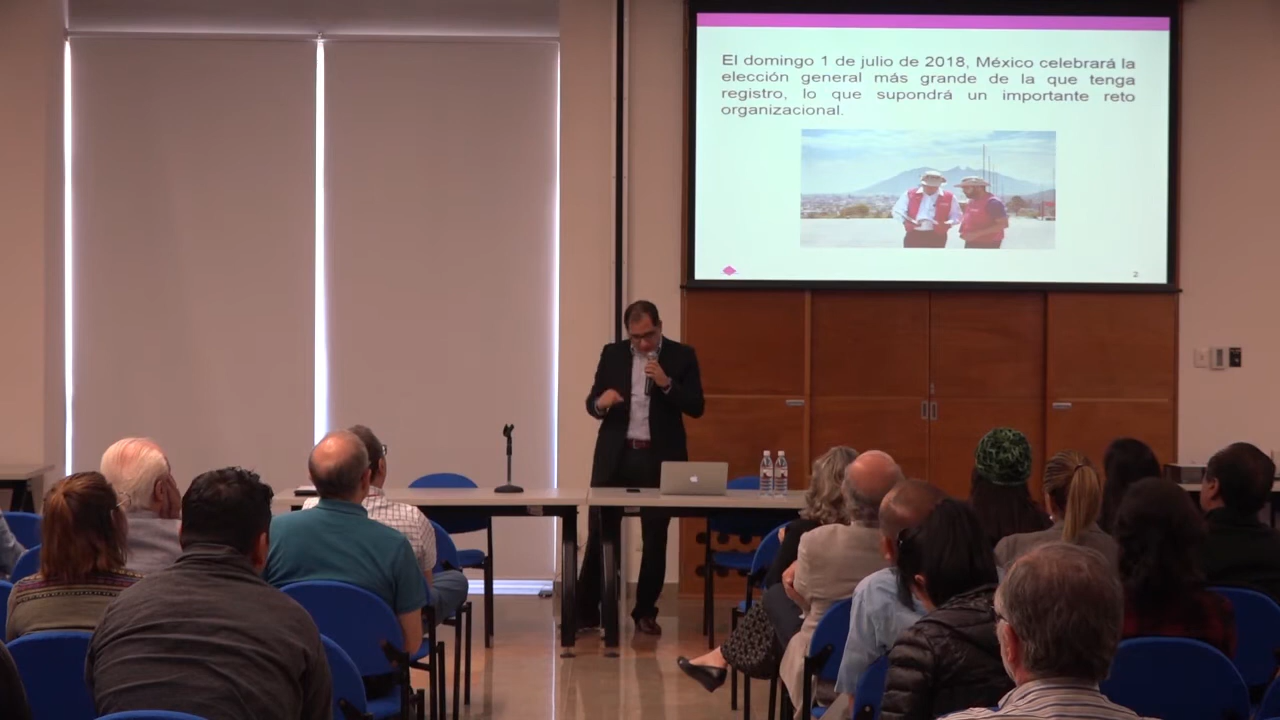 El domingo 1 de julio de 2018, México celebrará la
elección general más grande de la que tenga
registro, lo que supondrá un importante reto
organizacional.
2